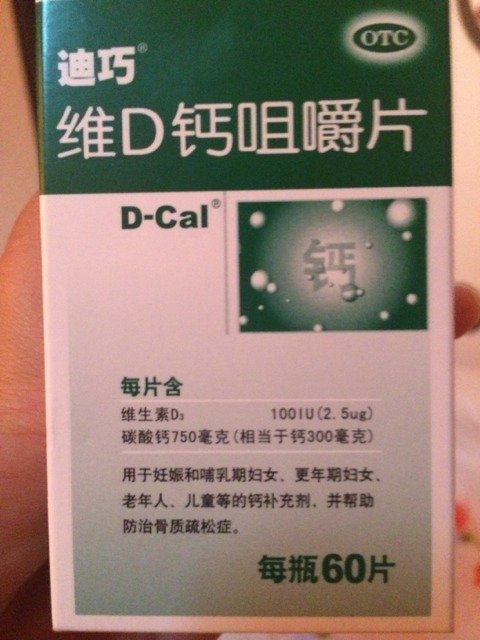 迪巧®
OTC
维D钙咀嚼片
D-Cal®
钙
每片含
维生素D₃ 100IU(2.5ug)
碳酸钙750毫克(相当于钙300毫克)
用于妊娠和哺乳期妇女、更年期妇女、
老年人、儿童等的钙补充剂,并帮助
防治骨质疏松症。
每瓶60片